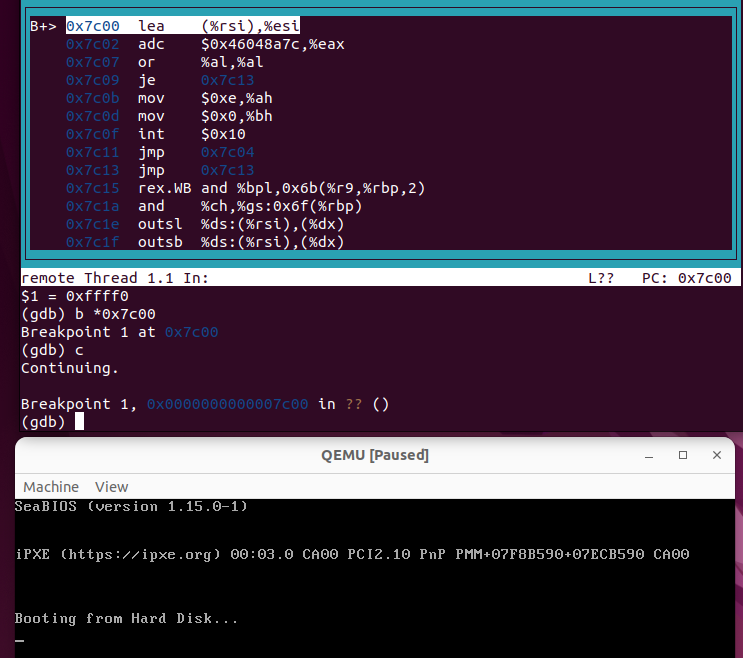 B+> 0x7c00 lea (%rsi),%esi
0x7c02 adc $0x46048a7c,%eax
0x7c07 or %al,%al
0x7c09 je 0x7c13
0x7c0b mov $0xe,%ah
0x7c0d mov $0x0,%bh
0x7c0f int $0x10
0x7c11 jmp 0x7c04
0x7c13 jmp 0x7c13
0x7c15 rex.WB and %bpl,0x6b(%r9,%rbp,2)
0x7c1a and %ch,%gs:0x6f(%rbp)
0x7c1e outsl %ds:(%rsi),(%dx)
0x7c1f outsb %ds:(%rsi),(%dx)
remote Thread 1.1 In: L?? PC: 0x7c00
$1 = 0xffff0
(gdb) b *0x7c00
Breakpoint 1 at 0x7c00
(gdb) c
Continuing.
Breakpoint 1, 0x0000000000007c00 in ?? ()
(gdb)
QEMU [Paused]
Machine View
SeaBIOS (version 1.15.0-1)
iPXE (https://ipxe.org) 00:03.0 CA00 PCI2.10 PnP PMM+07F8B590+07ECB590 CA00
Booting from Hard Disk...